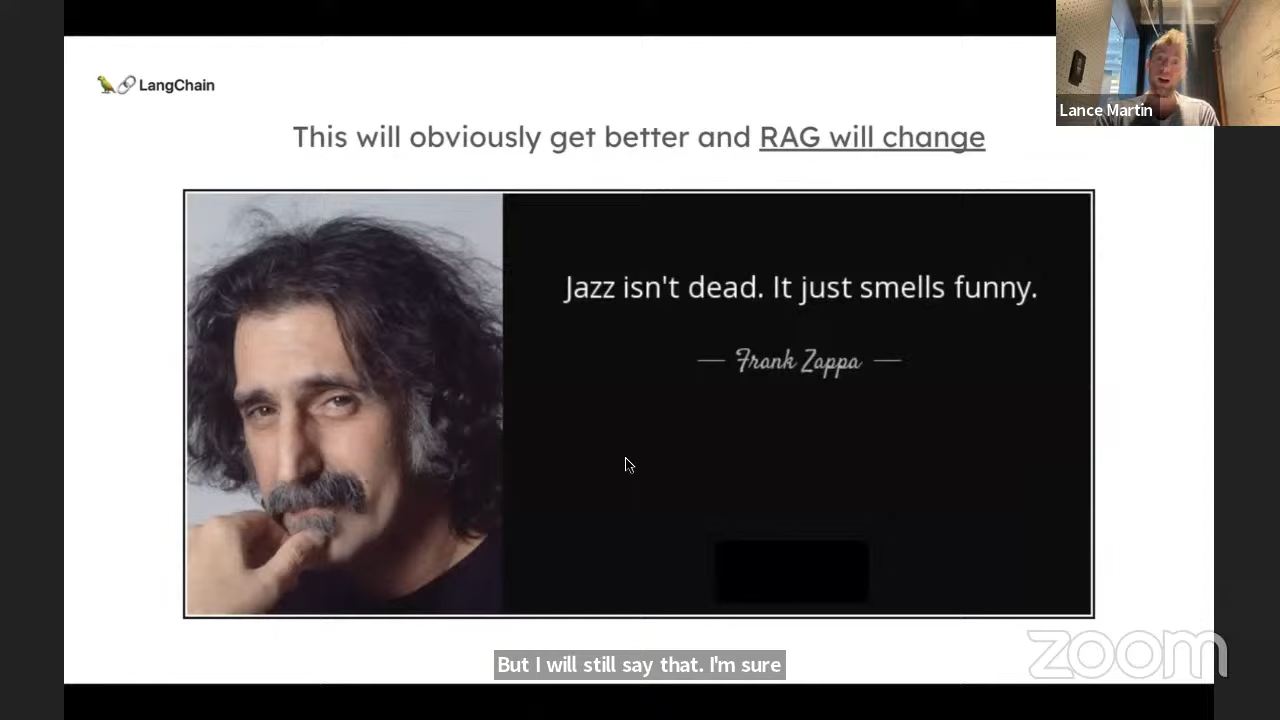 LangChain
Lance Martin
This will obviously get better and RAG will change
Jazz isn't dead. It just smells funny.
— Frank Zappa —
But I will still say that. I'm sure
zoom